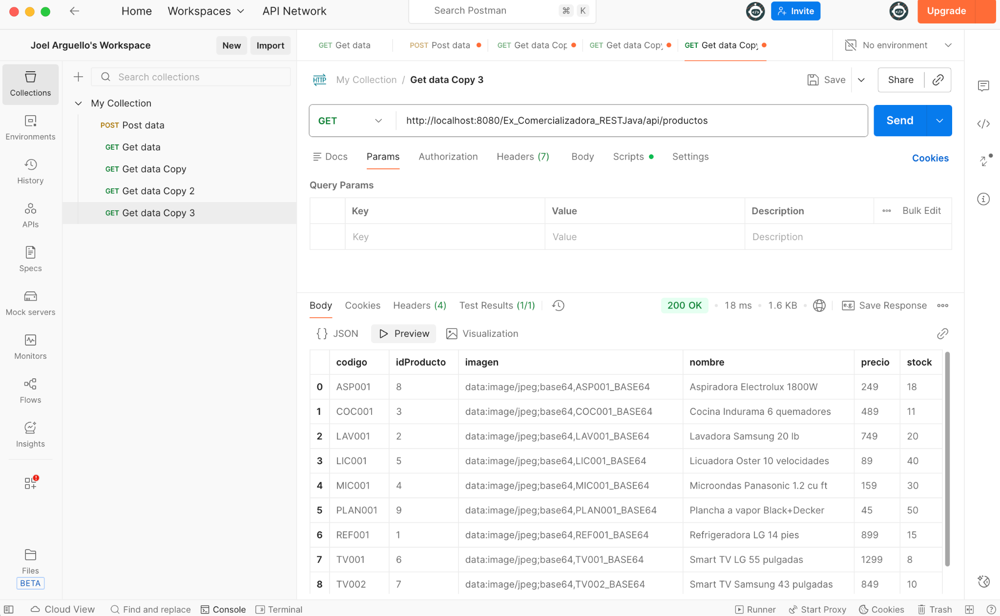 Home Workspaces API Network Search Postman ⌘ K Invite Upgrade
Joel Arguello's Workspace New Import
GET Get data POST Post data GET Get data Cop GET Get data Copy GET Get data Copy No environment
Collections
Environments
History
APIs
Specs
Mock servers
Monitors
Flows
Insights
Files
BETA
Search collections
My Collection
POST Post data
GET Get data
GET Get data Copy
GET Get data Copy 2
GET Get data Copy 3
HTTP My Collection / Get data Copy 3 Save Share
GET http://localhost:8080/Ex_Comercializadora_RESTJava/api/productos Send
Docs Params Authorization Headers (7) Body Scripts Settings Cookies
Query Params
Key Value Description Bulk Edit
Key Value Description
Body Cookies Headers (4) Test Results (1/1) 200 OK 18 ms 1.6 KB e.g. Save Response
{} JSON Preview Visualization
codigo idProducto imagen nombre precio stock
0 ASP001 8 data:image/jpeg;base64,ASP001_BASE64 Aspiradora Electrolux 1800W 249 18
1 COC001 3 data:image/jpeg;base64,COC001_BASE64 Cocina Indurama 6 quemadores 489 11
2 LAV001 2 data:image/jpeg;base64,LAV001_BASE64 Lavadora Samsung 20 lb 749 20
3 LIC001 5 data:image/jpeg;base64,LIC001_BASE64 Licuadora Oster 10 velocidades 89 40
4 MIC001 4 data:image/jpeg;base64,MIC001_BASE64 Microondas Panasonic 1.2 cu ft 159 30
5 PLAN001 9 data:image/jpeg;base64,PLAN001_BASE64 Plancha a vapor Black+Decker 45 50
6 REF001 1 data:image/jpeg;base64,REF001_BASE64 Refrigeradora LG 14 pies 899 15
7 TV001 6 data:image/jpeg;base64,TV001_BASE64 Smart TV LG 55 pulgadas 1299 8
8 TV002 7 data:image/jpeg;base64,TV002_BASE64 Smart TV Samsung 43 pulgadas 849 10
Cloud View Find and replace Console Terminal Runner Start Proxy Cookies Trash